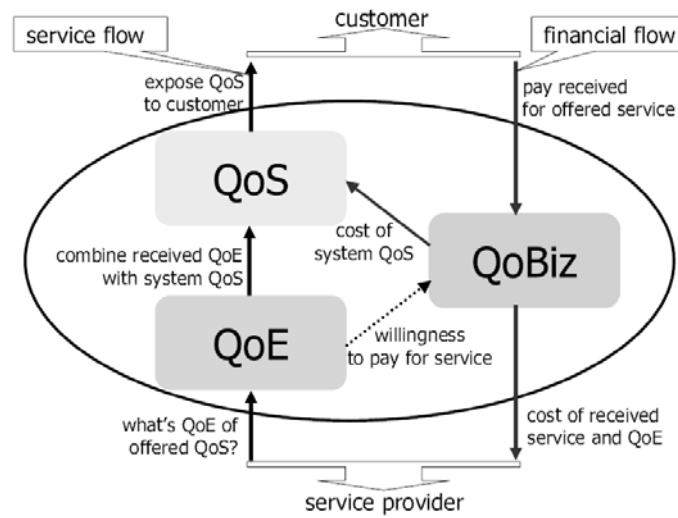 customer
service flow
financial flow
expose QoS
to customer
pay received
for offered service
QoS
cost of
system QoS
QoBiz
combine received QoE
with system QoS
QoE
willingness
to pay for service
what's QoE of
offered QoS?
cost of received
service and QoE
service provider